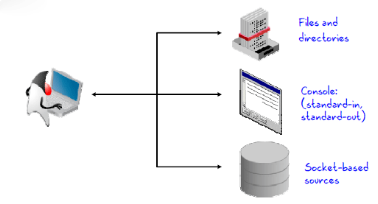 Files and
directories
Console:
(standard-in,
standard-out)
Socket-based
sources